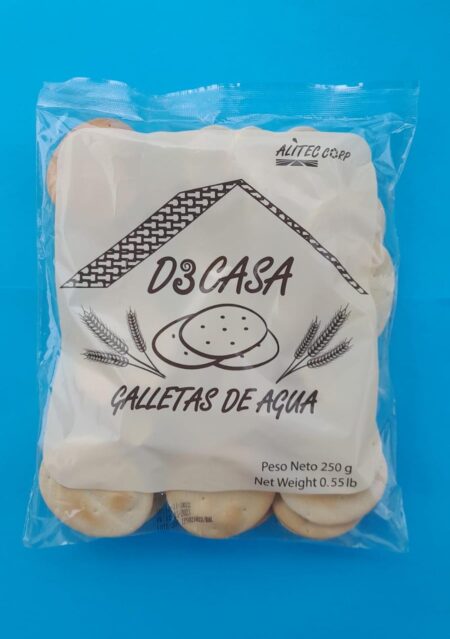 ALITEC CORP
D3CASA
GALLETAS DE AGUA
Peso Neto 250 g
Net Weight 0.55 lb